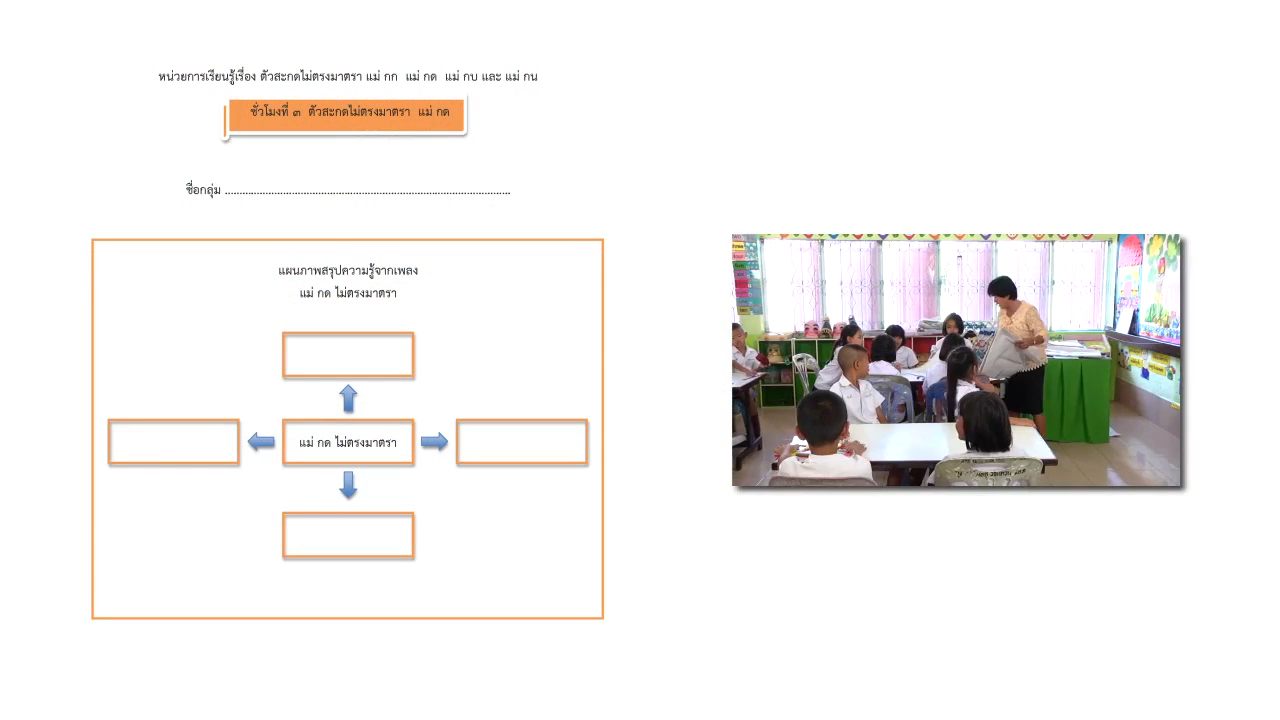 หน่วยการเรียนรู้เรื่อง ตัวสะกดไม่ตรงมาตรา แม่ กก แม่ กด แม่ กบ และ แม่ กน
ชั่วโมงที่ ๓ ตัวสะกดไม่ตรงมาตรา แม่ กด
ชื่อกลุ่ม ....................................................................................................
แผนภาพสรุปความรู้จากเพลง
แม่ กด ไม่ตรงมาตรา
แม่ กด ไม่ตรงมาตรา